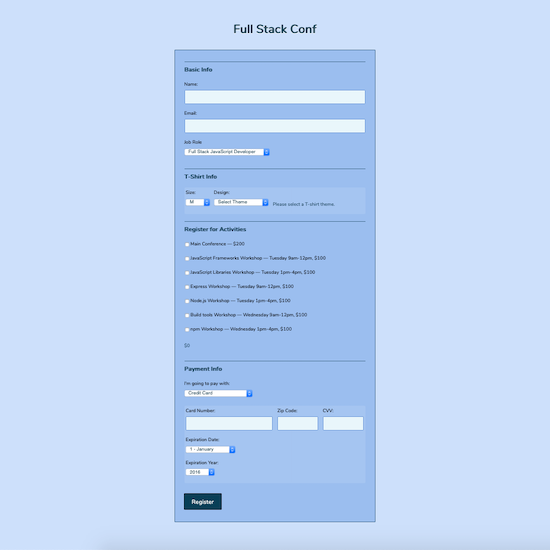 Full Stack Conf
Basic Info
Name:
Email:
Job Role
Full Stack JavaScript Developer
T-Shirt Info
Size: Design:
M Select Theme Please select a T-shirt theme.
Register for Activities
Main Conference — $200
JavaScript Frameworks Workshop — Tuesday 9am-12pm, $100
JavaScript Libraries Workshop — Tuesday 1pm-4pm, $100
Express Workshop — Tuesday 9am-12pm, $100
Node.js Workshop — Tuesday 1pm-4pm, $100
Build tools Workshop — Wednesday 9am-12pm, $100
npm Workshop — Wednesday 1pm-4pm, $100
$0
Payment Info
I'm going to pay with:
Credit Card
Card Number: Zip Code: CVV:
Expiration Date:
1 - January
Expiration Year:
2016
Register